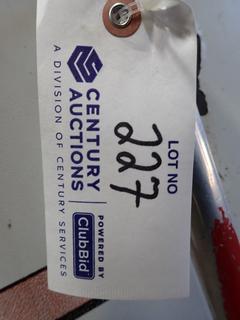 LOT NO
227
CENTURY
AUCTIONS
A DIVISION OF CENTURY SERVICES
POWERED BY
ClubBid